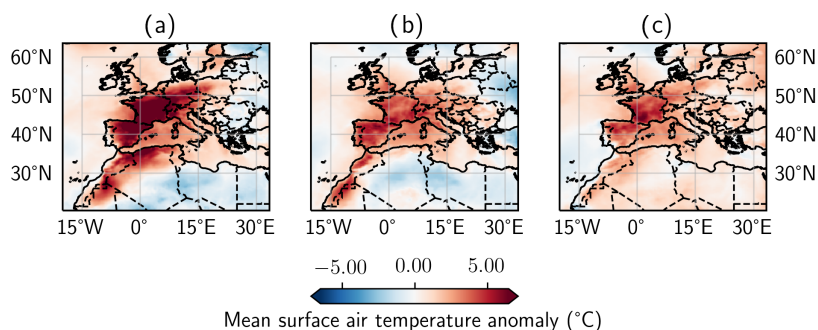 (a) (b) (c)
60°N 60°N
50°N 50°N
40°N 40°N
30°N 30°N
15°W 0° 15°E 30°E 15°W 0° 15°E 30°E 15°W 0° 15°E 30°E
−5.00 0.00 5.00
Mean surface air temperature anomaly (°C)